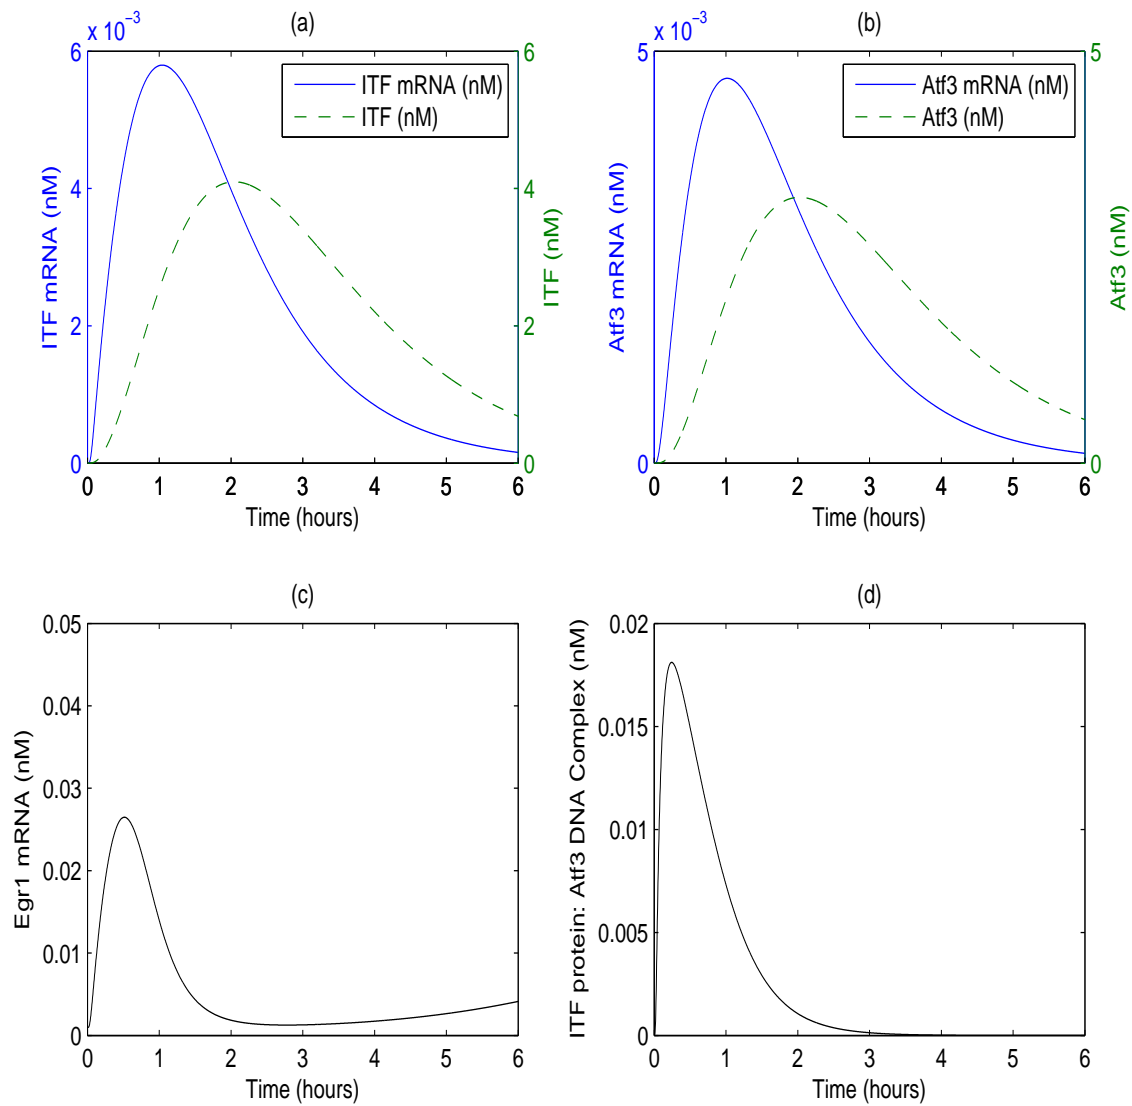 (a)
x 10⁻³
ITF mRNA (nM)
ITF (nM)
6
4
2
0
6
4
2
0
ITF mRNA (nM)
ITF (nM)
0 1 2 3 4 5 6
Time (hours)
(b)
x 10⁻³
Atf3 mRNA (nM)
Atf3 (nM)
5
0
5
0
Atf3 mRNA (nM)
Atf3 (nM)
0 1 2 3 4 5 6
Time (hours)
(c)
0.05
0.04
0.03
0.02
0.01
0
Egr1 mRNA (nM)
0 1 2 3 4 5 6
Time (hours)
(d)
0.02
0.015
0.01
0.005
0
ITF protein: Atf3 DNA Complex (nM)
0 1 2 3 4 5 6
Time (hours)